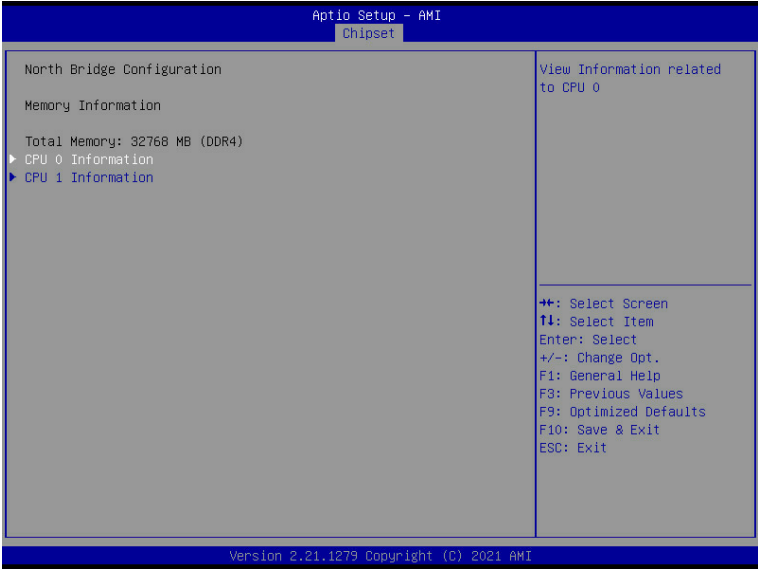 Aptio Setup – AMI
Chipset
North Bridge Configuration
Memory Information
Total Memory: 32768 MB (DDR4)
▶ CPU 0 Information
▶ CPU 1 Information
View Information related
to CPU 0
→←: Select Screen
↑↓: Select Item
Enter: Select
+/-: Change Opt.
F1: General Help
F3: Previous Values
F9: Optimized Defaults
F10: Save & Exit
ESC: Exit
Version 2.21.1279 Copyright (C) 2021 AMI